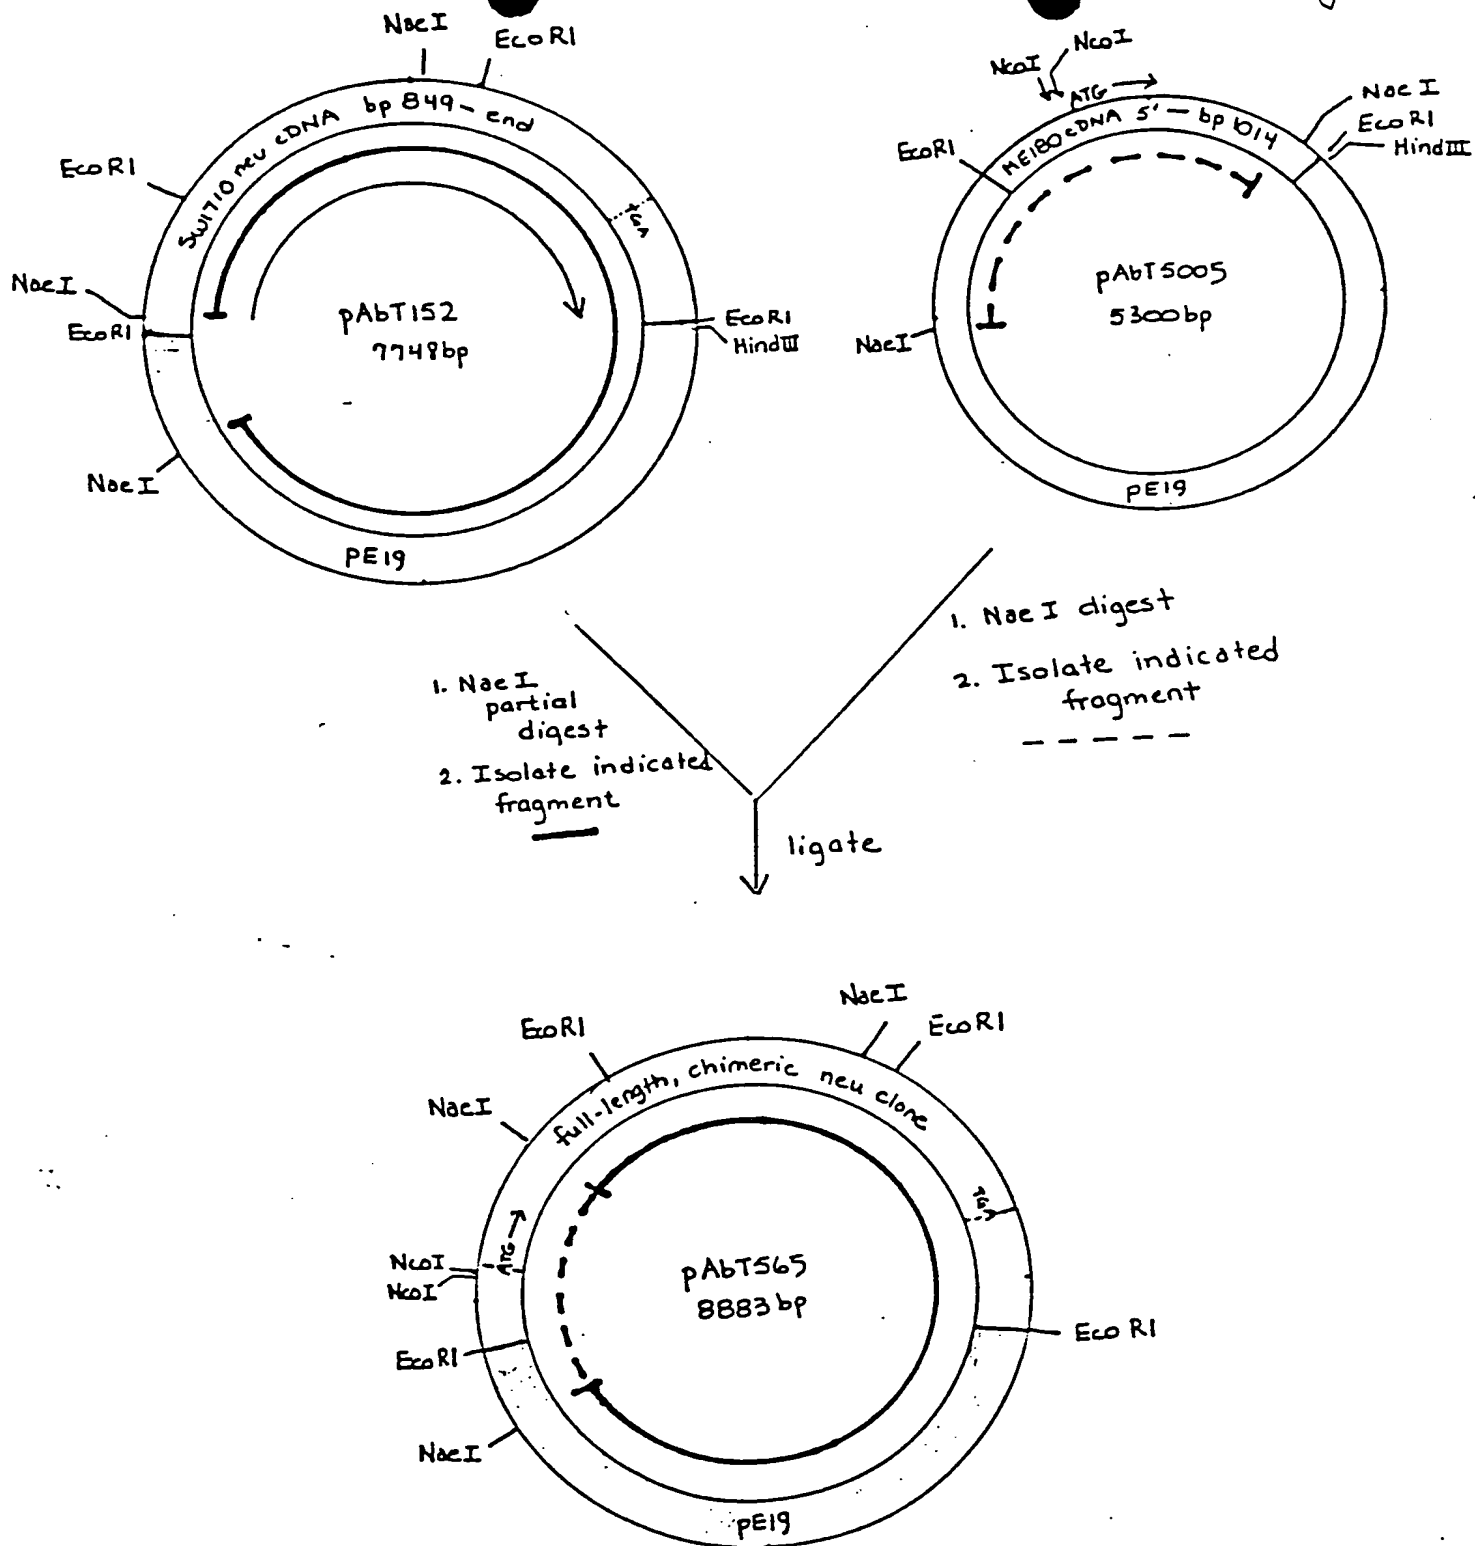 NaeI
EcoRI
EcoRI
SW1710 neu cDNA bp 849 - end
TGA
NaeI
EcoRI
pAbT152
7748bp
EcoRI
HindIII
NaeI
PE19
NcoI
NcoI
ATG
NaeI
EcoRI
HindIII
EcoRI
ME180 cDNA 5' - bp 1014
pAbT5005
5300bp
NaeI
PE19
1. NaeI
partial
digest
2. Isolate indicated
fragment
1. NaeI digest
2. Isolate indicated
fragment
ligate
NaeI
EcoRI
EcoRI
full-length, chimeric neu clone
NaeI
TGA
ATG
NcoI
NcoI
pAbT565
8883bp
EcoRI
EcoRI
NaeI
pE19